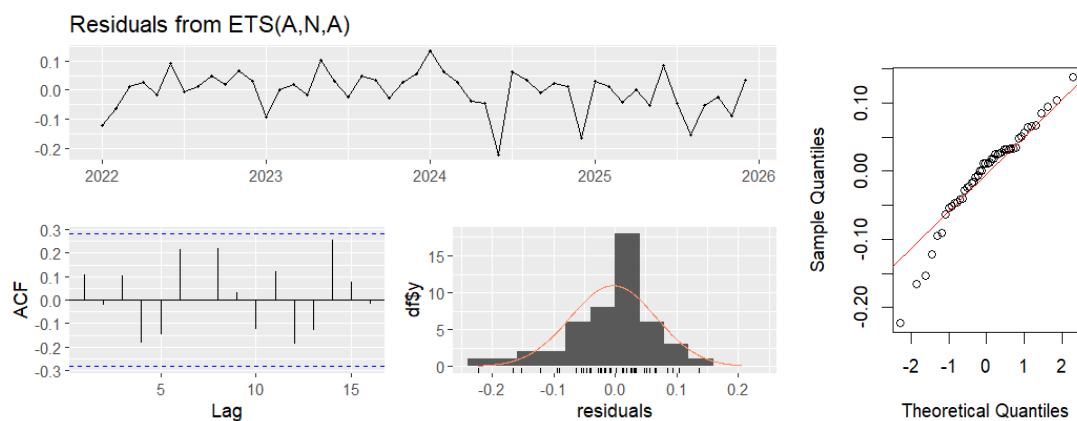 Residuals from ETS(A,N,A)
0.1
0.0
-0.1
-0.2
2022 2023 2024 2025 2026
ACF
0.3
0.2
0.1
0.0
-0.1
-0.2
-0.3
5 10 15
Lag
df$y
15
10
5
0
-0.2 -0.1 0.0 0.1 0.2
residuals
Sample Quantiles
0.10
0.00
-0.10
-0.20
-2 -1 0 1 2
Theoretical Quantiles